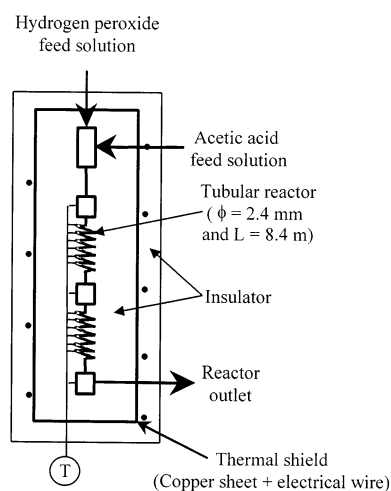 Hydrogen peroxide
feed solution
Acetic acid
feed solution
Tubular reactor
( ϕ = 2.4 mm
and L = 8.4 m)
Insulator
Reactor
outlet
Thermal shield
(Copper sheet + electrical wire)
T